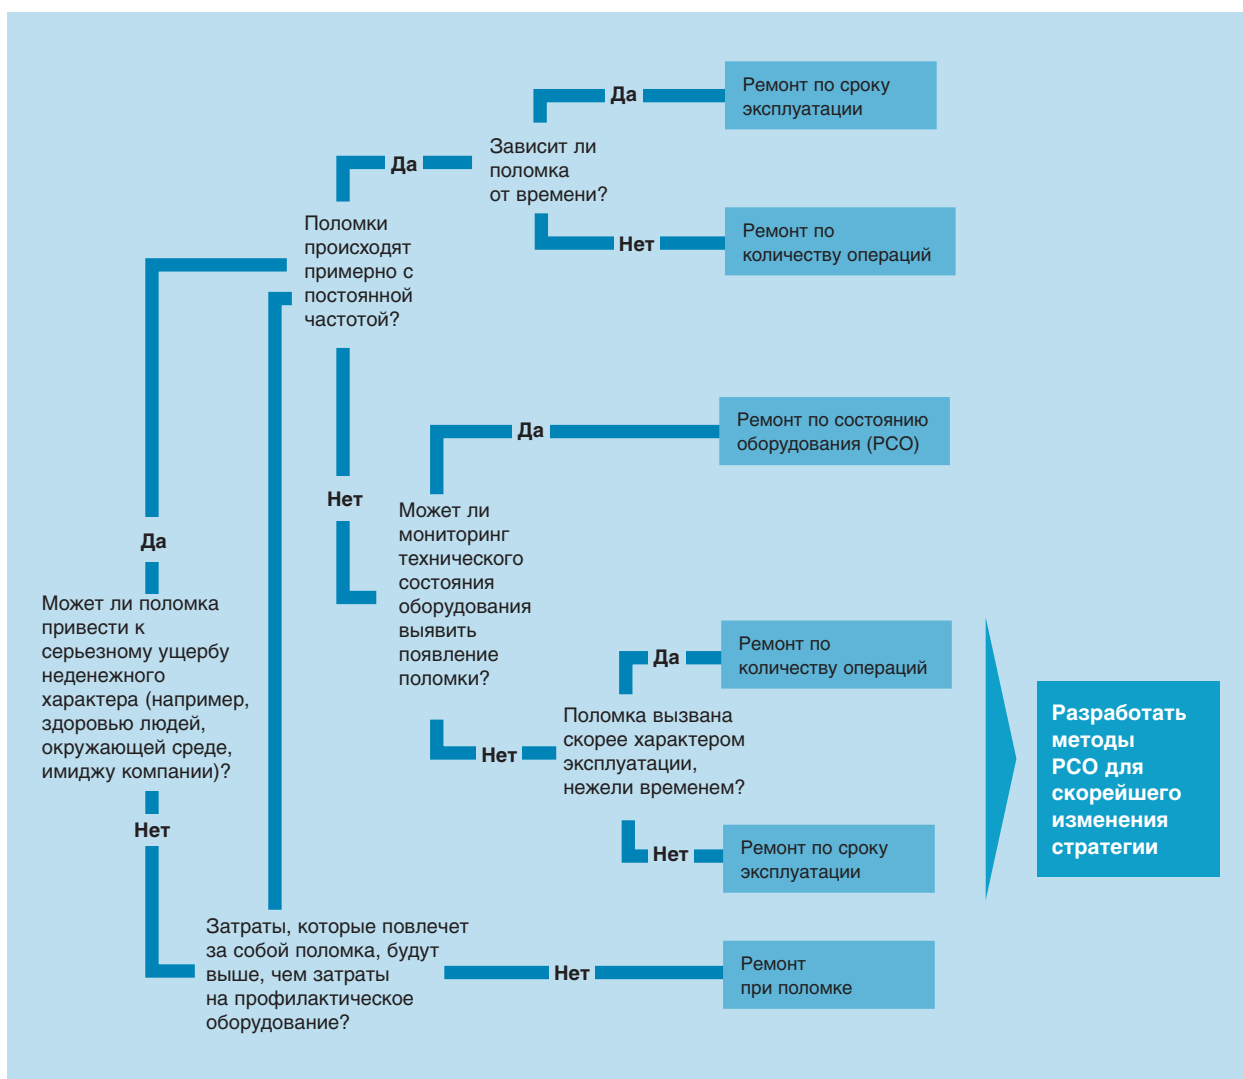 Да
Ремонт по сроку
эксплуатации
Зависит ли
поломка
от времени?
Да
Нет
Ремонт по
количеству операций
Поломки
происходят
примерно с
постоянной
частотой?
Да
Ремонт по состоянию
оборудования (РСО)
Нет
Может ли
мониторинг
технического
состояния
оборудования
выявить
появление
поломки?
Да
Может ли поломка
привести к
серьезному ущербу
неденежного
характера (например,
здоровью людей,
окружающей среде,
имиджу компании)?
Да
Ремонт по
количеству операций
Нет
Поломка вызвана
скорее характером
эксплуатации,
нежели временем?
Разработать
методы
РСО для
скорейшего
изменения
стратегии
Нет
Нет
Ремонт по сроку
эксплуатации
Затраты, которые повлечет
за собой поломка, будут
выше, чем затраты
на профилактическое
оборудование?
Нет
Ремонт
при поломке